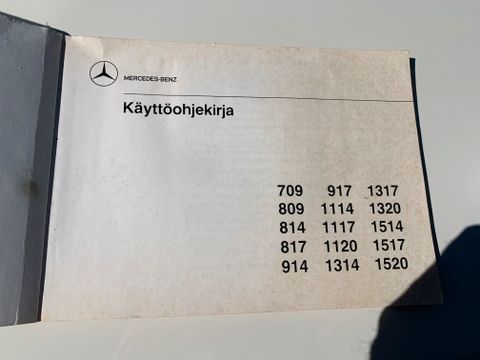 MERCEDES-BENZ
Käyttöohjekirja
709 917 1317
809 1114 1320
814 1117 1514
817 1120 1517
914 1314 1520